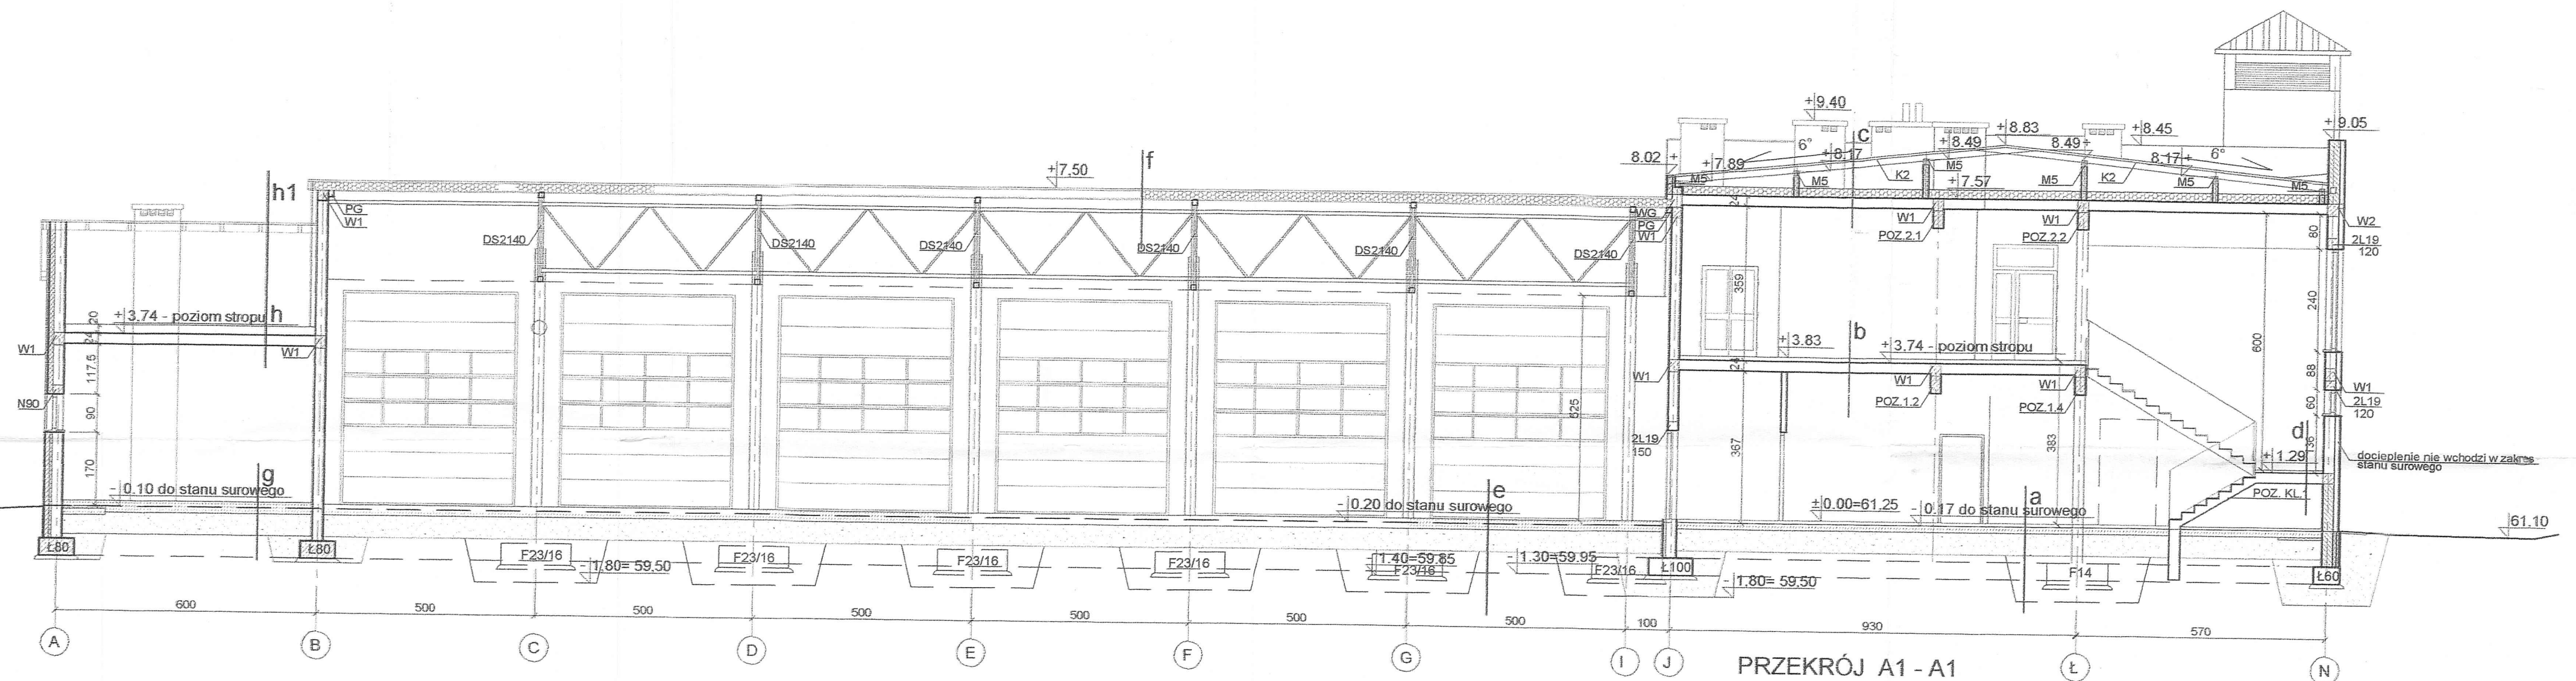 +9.40
c
+8.83
+8.45
+9.05
f
8.02+
+7.89
6°
+8.17
+8.49
8.49+
8.17+
6°
+7.50
M5
M5
K2
M5
+7.57
M5
K2
M5
M5
h1
PG
W1
DS2140
DS2140
DS2140
DS2140
DS2140
DS2140
WG
PG
W1
24
W1
POZ.2.1
W1
POZ.2.2
W2
80
2L19
120
359
240
600
+3.74 - poziom stropu
h
20
24
W1
W1
117.5
N90
90
170
+3.83
b
+3.74 - poziom stropu
24
W1
W1
POZ.1.2
W1
POZ.1.4
88
W1
60
2L19
120
525
2L19
150
367
383
d
136
+1.29
docieplenie nie wchodzi w zakres
stanu surowego
POZ. KL.1
g
- 0.10 do stanu surowego
e
- 0.20 do stanu surowego
±0.00=61,25
a
- 0.17 do stanu surowego
61.10
Ł80
Ł80
F23/16
- 1,80= 59,50
F23/16
F23/16
F23/16
- 1.40=59.85
F23/16
- 1.30=59.95
F23/16
Ł100
- 1,80= 59,50
F14
Ł60
600
500
500
500
500
500
500
100
930
570
A
B
C
D
E
F
G
I
J
Ł
N
PRZEKRÓJ A1 - A1